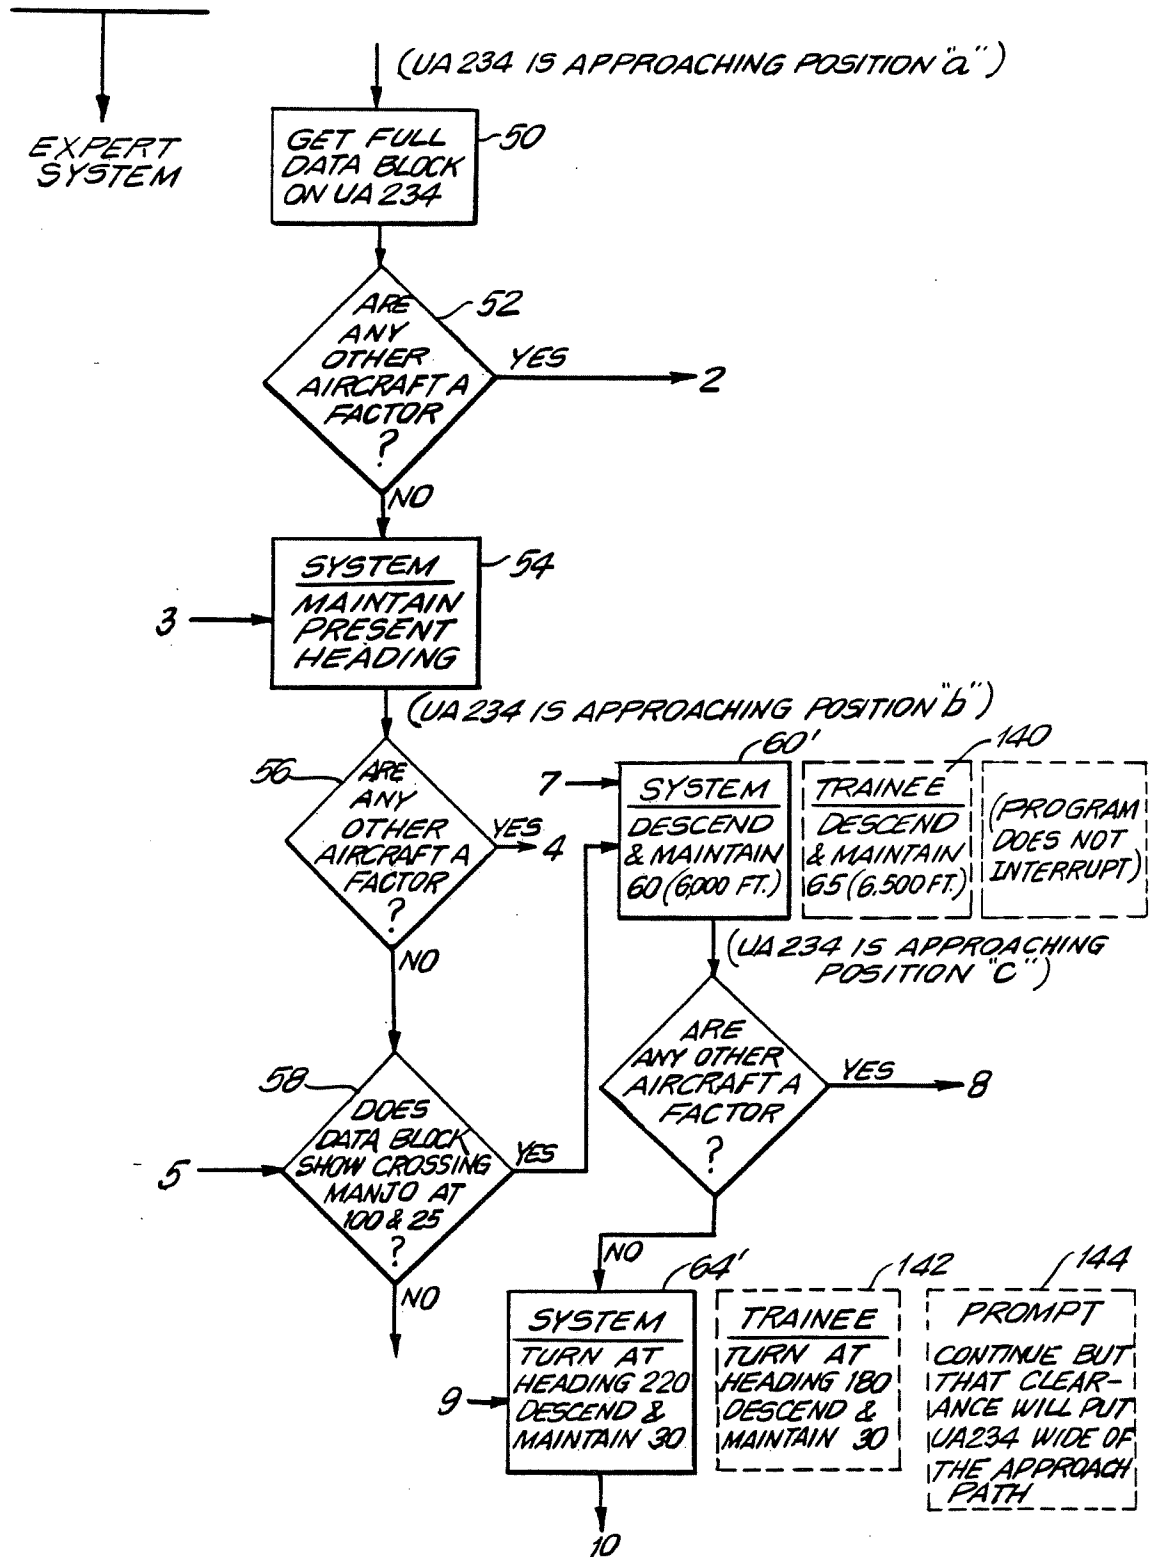 (UA 234 IS APPROACHING POSITION "a")
EXPERT
SYSTEM
GET FULL
DATA BLOCK
ON UA 234
50
ARE
ANY
OTHER
AIRCRAFT A
FACTOR
?
52
YES
2
NO
SYSTEM
MAINTAIN
PRESENT
HEADING
54
3
(UA 234 IS APPROACHING POSITION "b")
56
ARE
ANY
OTHER
AIRCRAFT A
FACTOR
?
YES
4
NO
58
DOES
DATA BLOCK
SHOW CROSSING
MANJO AT
100 & 25
?
5
YES
NO
60'
7
SYSTEM
DESCEND
& MAINTAIN
60 (6,000 FT.)
140
TRAINEE
DESCEND
& MAINTAIN
65 (6,500 FT.)
(PROGRAM
DOES NOT
INTERRUPT)
(UA 234 IS APPROACHING
POSITION "C")
ARE
ANY OTHER
AIRCRAFT A
FACTOR
?
YES
8
NO
64'
SYSTEM
TURN AT
HEADING 220
DESCEND &
MAINTAIN 30
9
10
142
TRAINEE
TURN AT
HEADING 180
DESCEND &
MAINTAIN 30
144
PROMPT
CONTINUE BUT
THAT CLEAR-
ANCE WILL PUT
UA234 WIDE OF
THE APPROACH
PATH